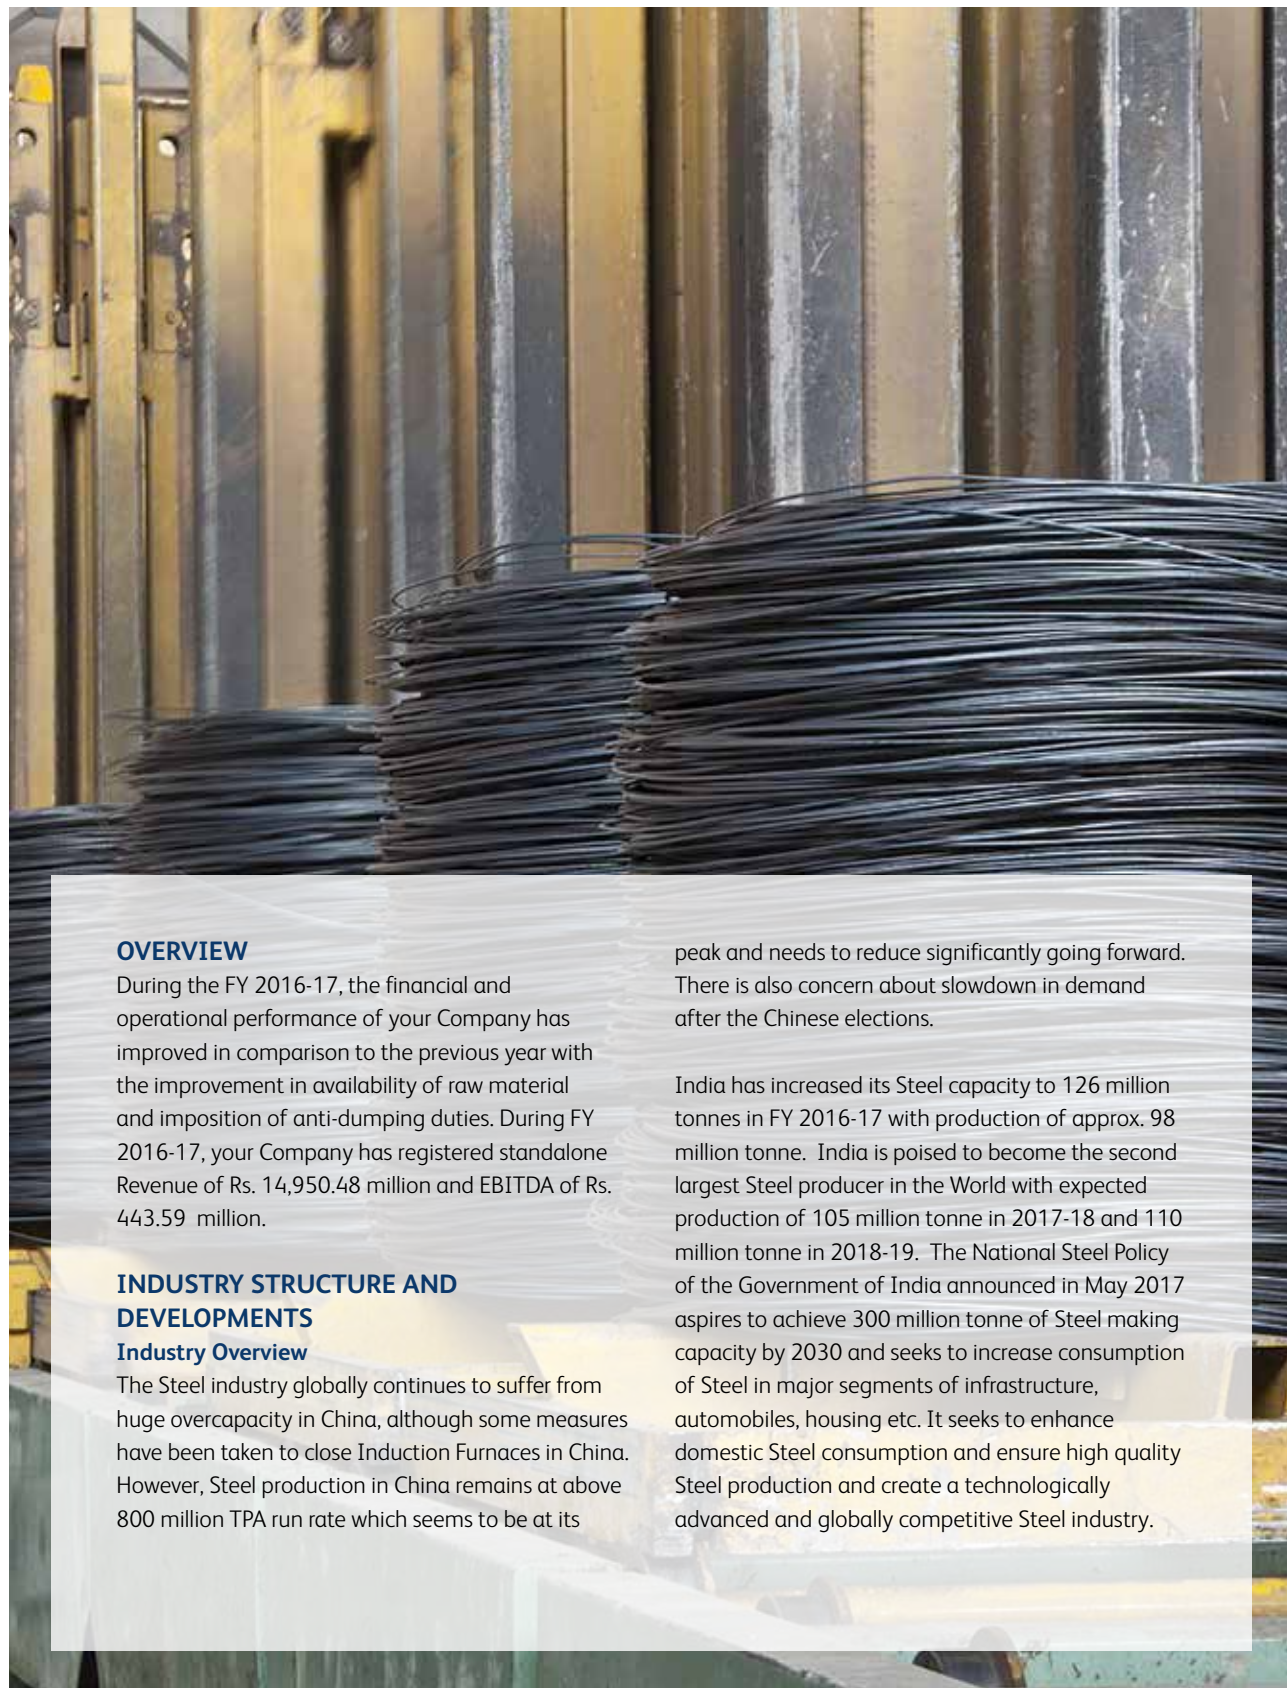 OVERVIEW
During the FY 2016-17, the financial and
operational performance of your Company has
improved in comparison to the previous year with
the improvement in availability of raw material
and imposition of anti-dumping duties. During FY
2016-17, your Company has registered standalone
Revenue of Rs. 14,950.48 million and EBITDA of Rs.
443.59  million.
INDUSTRY STRUCTURE AND
DEVELOPMENTS
Industry Overview
The Steel industry globally continues to suffer from
huge overcapacity in China, although some measures
have been taken to close Induction Furnaces in China.
However, Steel production in China remains at above
800 million TPA run rate which seems to be at its
peak and needs to reduce significantly going forward.
There is also concern about slowdown in demand
after the Chinese elections.
India has increased its Steel capacity to 126 million
tonnes in FY 2016-17 with production of approx. 98
million tonne.  India is poised to become the second
largest Steel producer in the World with expected
production of 105 million tonne in 2017-18 and 110
million tonne in 2018-19.  The National Steel Policy
of the Government of India announced in May 2017
aspires to achieve 300 million tonne of Steel making
capacity by 2030 and seeks to increase consumption
of Steel in major segments of infrastructure,
automobiles, housing etc. It seeks to enhance
domestic Steel consumption and ensure high quality
Steel production and create a technologically
advanced and globally competitive Steel industry.